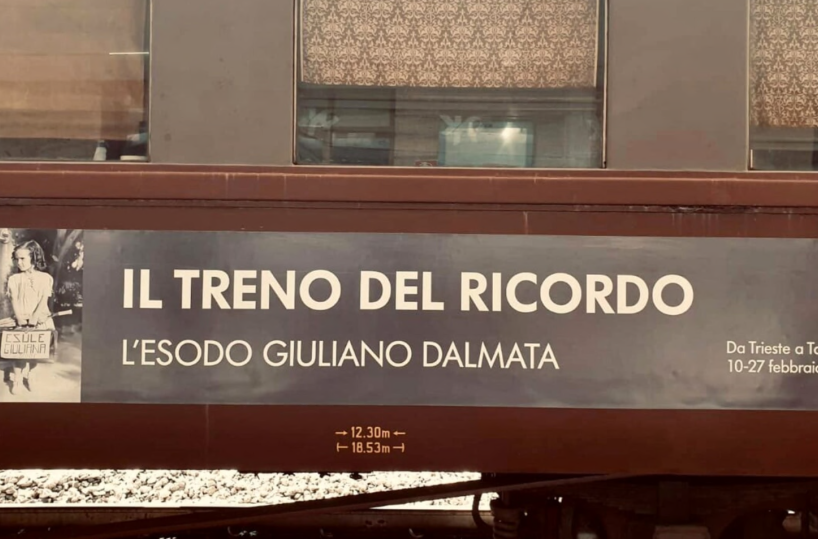 IL TRENO DEL RICORDO
L'ESODO GIULIANO DALMATA
ESULE
GIULIANA
Da Trieste a
10-27
12.30m
18.53m